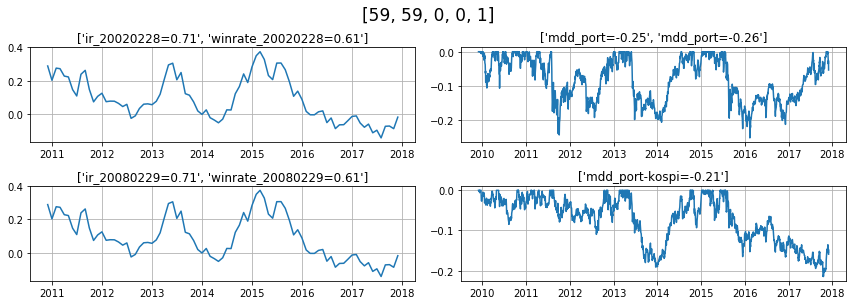 [59, 59, 0, 0, 1]
['ir_20020228=0.71', 'winrate_20020228=0.61']
0.4
0.2
0.0
2011 2012 2013 2014 2015 2016 2017 2018
['mdd_port=-0.25', 'mdd_port=-0.26']
0.0
−0.1
−0.2
2010 2011 2012 2013 2014 2015 2016 2017 2018
['ir_20080229=0.71', 'winrate_20080229=0.61']
0.4
0.2
0.0
2011 2012 2013 2014 2015 2016 2017 2018
['mdd_port-kospi=-0.21']
0.0
−0.1
−0.2
2010 2011 2012 2013 2014 2015 2016 2017 2018